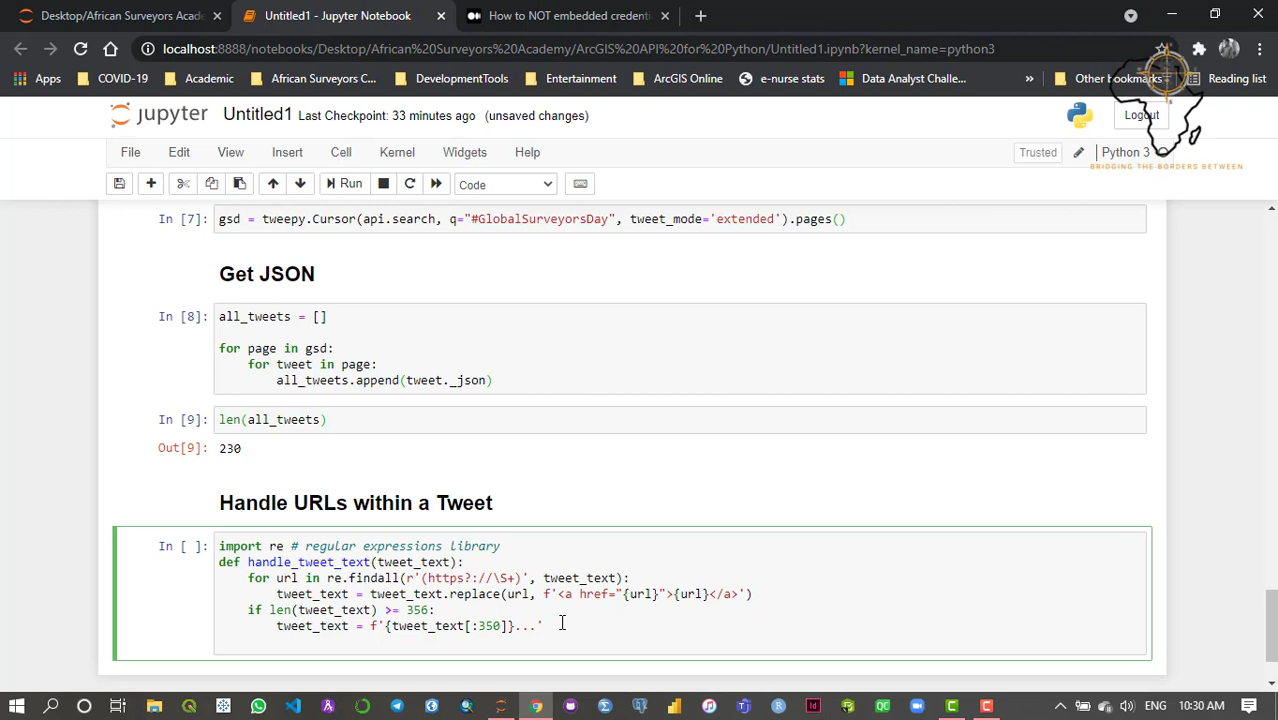 Desktop/African Surveyors Acade
Untitled1 - Jupyter Notebook
How to NOT embedded credenti
localhost:8888/notebooks/Desktop/African%20Surveyors%20Academy/ArcGIS%20API%20for%20Python/Untitled1.ipynb?kernel_name=python3
Apps
COVID-19
Academic
African Surveyors C...
DevelopmentTools
Entertainment
ArcGIS Online
e-nurse stats
Data Analyst Challe...
»
Other bookmarks
Reading list
jupyter
Untitled1 Last Checkpoint: 33 minutes ago (unsaved changes)
Logout
File Edit View Insert Cell Kernel Widgets Help
Trusted
Python 3
BRIDGING THE BORDERS BETWEEN
Run
Code
In [7]: gsd = tweepy.Cursor(api.search, q="#GlobalSurveyorsDay", tweet_mode='extended').pages()
Get JSON
In [8]: all_tweets = []
for page in gsd:
for tweet in page:
all_tweets.append(tweet._json)
In [9]: len(all_tweets)
Out[9]: 230
Handle URLs within a Tweet
In [ ]: import re # regular expressions library
def handle_tweet_text(tweet_text):
for url in re.findall(r'(https?://\S+)', tweet_text):
tweet_text = tweet_text.replace(url, f'<a href="{url}">{url}</a>')
if len(tweet_text) >= 356:
tweet_text = f'{tweet_text[:350]}...'
ENG 10:30 AM